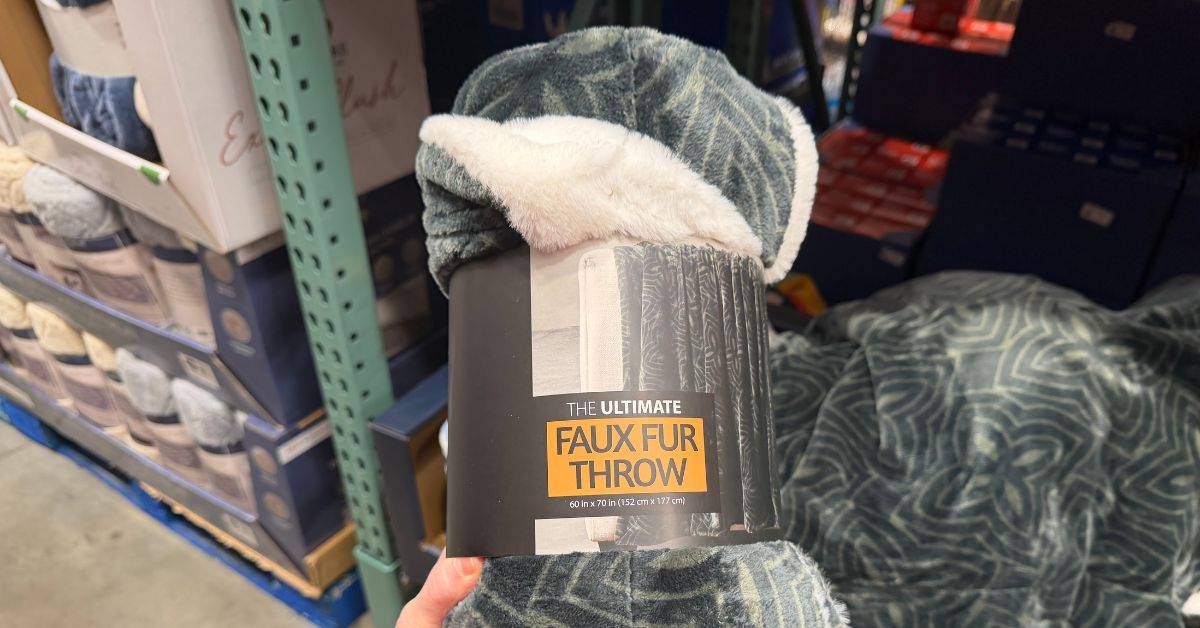 THE ULTIMATE
FAUX FUR
THROW
60 in x 70 in (152 cm x 177 cm)